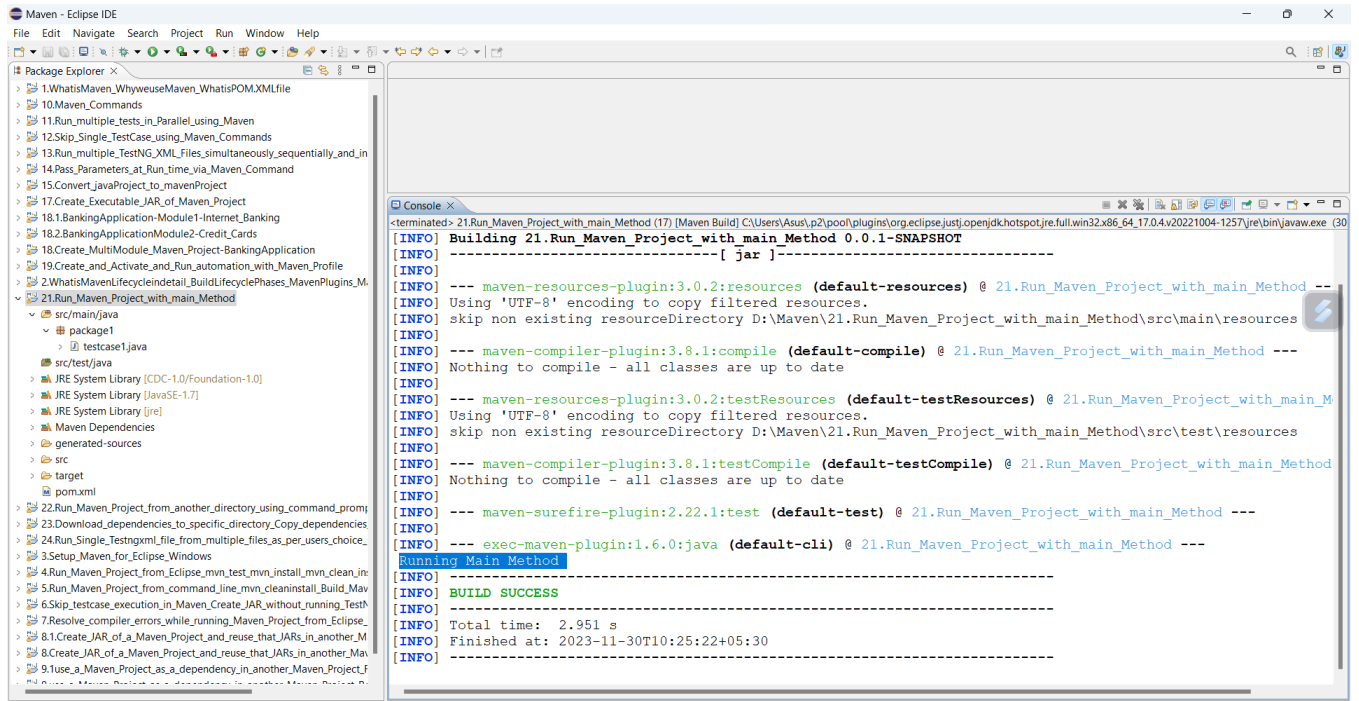 Maven - Eclipse IDE
File Edit Navigate Search Project Run Window Help
Package Explorer
1.WhatisMaven_WhyweuseMaven_WhatisPOM.XMLfile
10.Maven_Commands
11.Run_multiple_tests_in_Parallel_using_Maven
12.Skip_Single_TestCase_using_Maven_Commands
13.Run_multiple_TestNG_XML_Files_simultaneously_sequentially_and_in
14.Pass_Parameters_at_Run_time_via_Maven_Command
15.Convert_javaProject_to_mavenProject
17.Create_Executable_JAR_of_Maven_Project
18.1.BankingApplication-Module1-Internet_Banking
18.2.BankingApplicationModule2-Credit_Cards
18.Create_MultiModule_Maven_Project-BankingApplication
19.Create_and_Activate_and_Run_automation_with_Maven_Profile
2.WhatisMavenLifecycleindetail_BuildLifecyclePhases_MavenPlugins_M
21.Run_Maven_Project_with_main_Method
src/main/java
package1
testcase1.java
src/test/java
JRE System Library [CDC-1.0/Foundation-1.0]
JRE System Library [JavaSE-1.7]
JRE System Library [jre]
Maven Dependencies
generated-sources
src
target
pom.xml
22.Run_Maven_Project_from_another_directory_using_command_promp
23.Download_dependencies_to_specific_directory_Copy_dependencies_
24.Run_Single_Testngxml_file_from_multiple_files_as_per_users_choice_
3.Setup_Maven_for_Eclipse_Windows
4.Run_Maven_Project_from_Eclipse_mvn_test_mvn_install_mvn_clean_in
5.Run_Maven_Project_from_command_line_mvn_cleaninstall_Build_Mav
6.Skip_testcase_execution_in_Maven_Create_JAR_without_running_TestN
7.Resolve_compiler_errors_while_running_Maven_Project_from_Eclipse_
8.1.Create_JAR_of_a_Maven_Project_and_reuse_that_JARs_in_another_M
8.Create_JAR_of_a_Maven_Project_and_reuse_that_JARs_in_another_Mav
9.1use_a_Maven_Project_as_a_dependency_in_another_Maven_Project_F
Console
<terminated> 21.Run_Maven_Project_with_main_Method (17) [Maven Build] C:\Users\Asus\.p2\pool\plugins\org.eclipse.justj.openjdk.hotspot.jre.full.win32.x86_64_17.0.4.v20221004-1257\jre\bin\javaw.exe (30
[INFO] Building 21.Run_Maven_Project_with_main_Method 0.0.1-SNAPSHOT
[INFO] --------------------------------[ jar ]---------------------------------
[INFO]
[INFO] --- maven-resources-plugin:3.0.2:resources (default-resources) @ 21.Run_Maven_Project_with_main_Method --
[INFO] Using 'UTF-8' encoding to copy filtered resources.
[INFO] skip non existing resourceDirectory D:\Maven\21.Run_Maven_Project_with_main_Method\src\main\resources
[INFO]
[INFO] --- maven-compiler-plugin:3.8.1:compile (default-compile) @ 21.Run_Maven_Project_with_main_Method ---
[INFO] Nothing to compile - all classes are up to date
[INFO]
[INFO] --- maven-resources-plugin:3.0.2:testResources (default-testResources) @ 21.Run_Maven_Project_with_main_M
[INFO] Using 'UTF-8' encoding to copy filtered resources.
[INFO] skip non existing resourceDirectory D:\Maven\21.Run_Maven_Project_with_main_Method\src\test\resources
[INFO]
[INFO] --- maven-compiler-plugin:3.8.1:testCompile (default-testCompile) @ 21.Run_Maven_Project_with_main_Method
[INFO] Nothing to compile - all classes are up to date
[INFO]
[INFO] --- maven-surefire-plugin:2.22.1:test (default-test) @ 21.Run_Maven_Project_with_main_Method ---
[INFO]
[INFO] --- exec-maven-plugin:1.6.0:java (default-cli) @ 21.Run_Maven_Project_with_main_Method ---
Running Main Method
[INFO] ------------------------------------------------------------------------
[INFO] BUILD SUCCESS
[INFO] ------------------------------------------------------------------------
[INFO] Total time: 2.951 s
[INFO] Finished at: 2023-11-30T10:25:22+05:30
[INFO] ------------------------------------------------------------------------